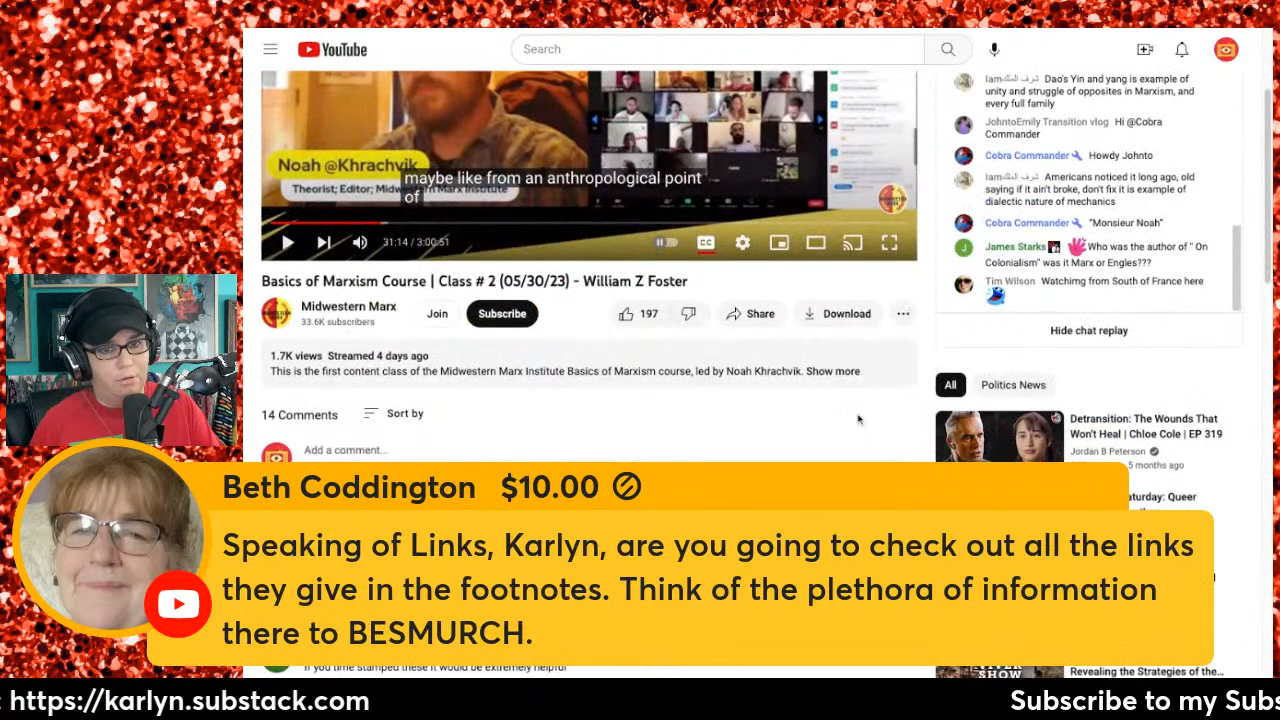 YouTube
Search
Noah @Khrachvik
Theorist; Editor; Midwestern Marx Institute
maybe like from an anthropological point
of
31:14 / 3:00:51
CC
Basics of Marxism Course | Class # 2 (05/30/23) - William Z Foster
Midwestern Marx
33.6K subscribers
Join
Subscribe
197
Share
Download
1.7K views Streamed 4 days ago
This is the first content class of the Midwestern Marx Institute Basics of Marxism course, led by Noah Khrachvik. Show more
14 Comments
Sort by
Add a comment...
Dao's Yin and yang is example of
unity and struggle of opposites in Marxism, and
every full family
JohntoEmily Transition vlog Hi @Cobra
Commander
Cobra Commander Howdy Johnto
Americans noticed it long ago, old
saying if it ain't broke, don't fix it is example of
dialectic nature of mechanics
Cobra Commander "Monsieur Noah"
J
James Starks Who was the author of " On
Colonialism" was it Marx or Engles???
Tim Wilson Watching from South of France here
Hide chat replay
All
Politics News
Detransition: The Wounds That
Won't Heal | Chloe Cole | EP 319
Jordan B Peterson
5 months ago
aturday: Queer
Beth Coddington $10.00
Speaking of Links, Karlyn, are you going to check out all the links
they give in the footnotes. Think of the plethora of information
there to BESMURCH.
If you time stamped these it would be extremely helpful
SHOW
Revealing the Strategies of the...
: https://karlyn.substack.com
Subscribe to my Subs